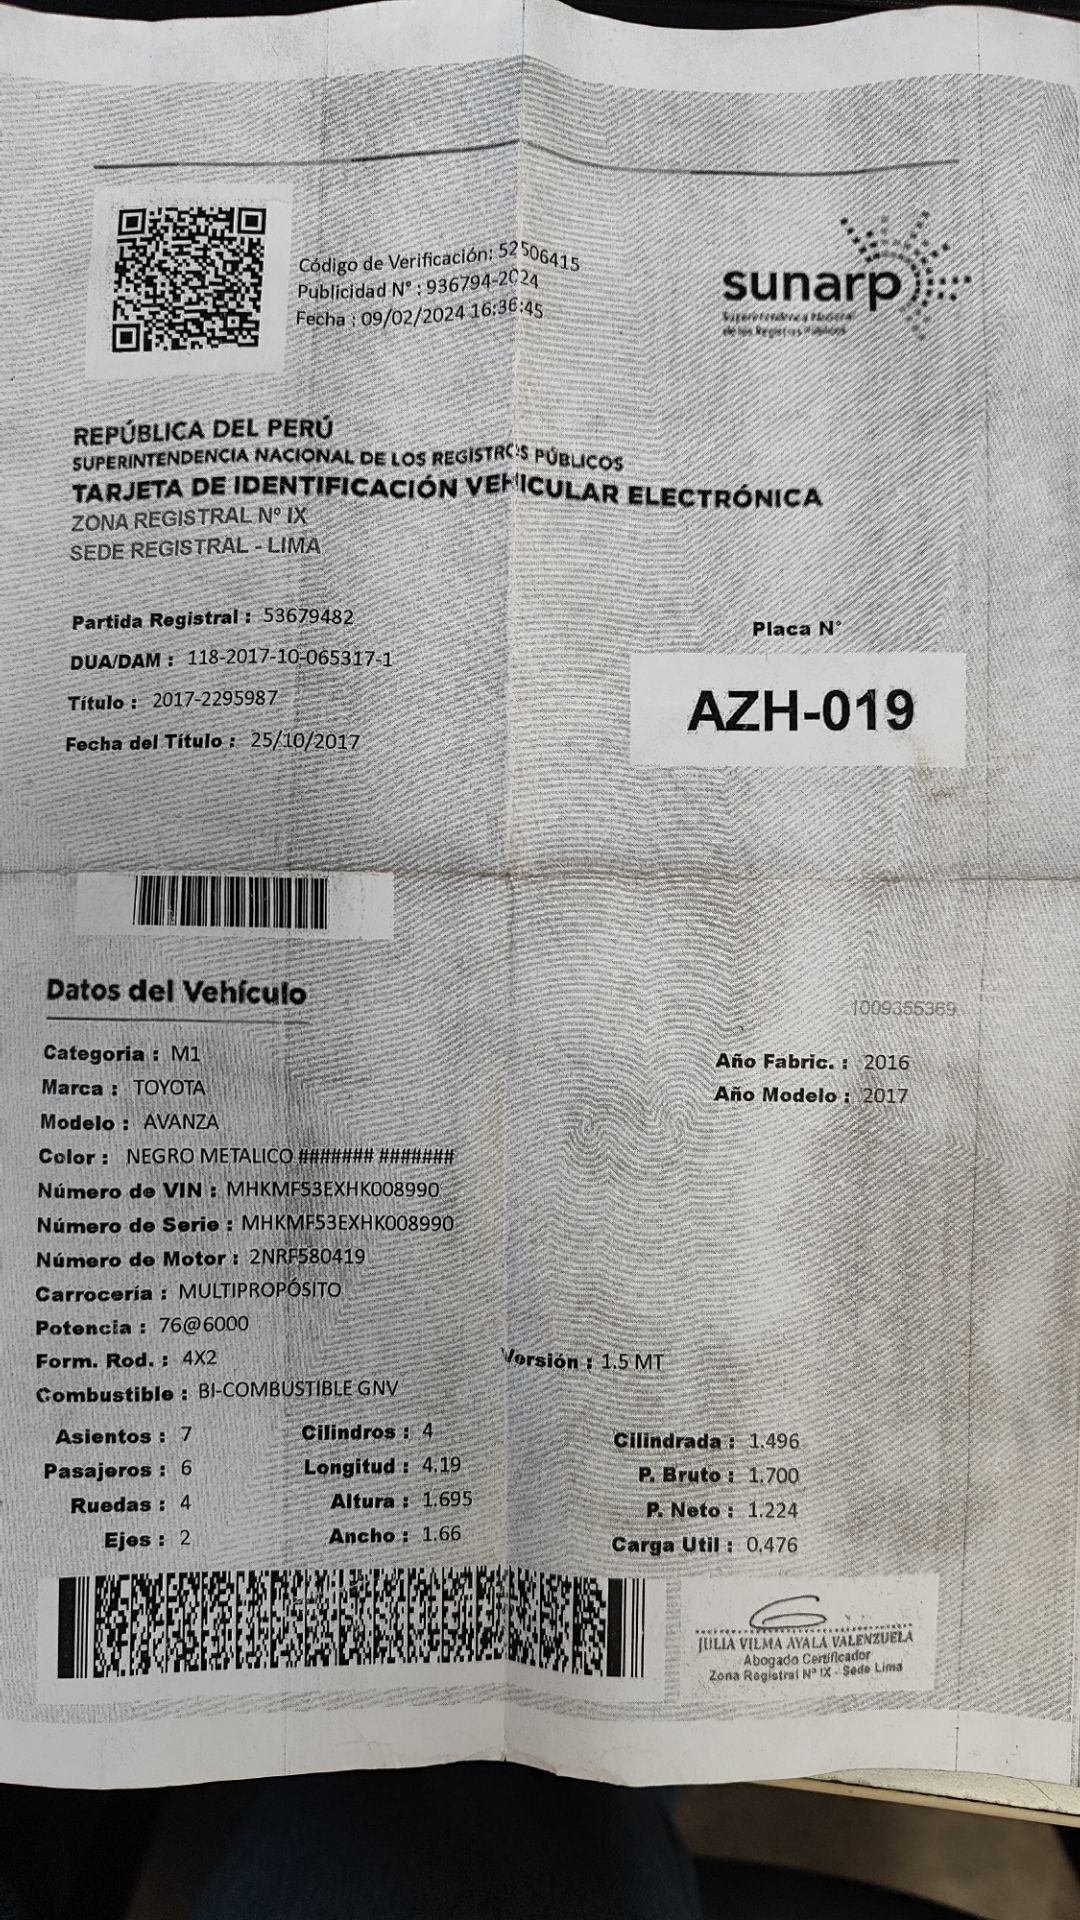 Código de Verificación: 52506415
Publicidad N° : 936794-2024
Fecha : 09/02/2024 16:36:45
sunarp
Superintendencia Nacional
de los Registros Públicos
REPÚBLICA DEL PERÚ
SUPERINTENDENCIA NACIONAL DE LOS REGISTROS PÚBLICOS
TARJETA DE IDENTIFICACIÓN VEHICULAR ELECTRÓNICA
ZONA REGISTRAL N° IX
SEDE REGISTRAL - LIMA
Partida Registral : 53679482
DUA/DAM : 118-2017-10-065317-1
Título : 2017-2295987
Fecha del Título : 25/10/2017
Placa N°
AZH-019
Datos del Vehículo
1009355369
Categoria : M1
Marca : TOYOTA
Modelo : AVANZA
Color : NEGRO METALICO ####### #######
Número de VIN : MHKMF53EXHK008990
Número de Serie : MHKMF53EXHK008990
Número de Motor : 2NRF580419
Carrocería : MULTIPROPÓSITO
Potencia : 76@6000
Form. Rod. : 4X2
Combustible : BI-COMBUSTIBLE GNV
Año Fabric. : 2016
Año Modelo : 2017
Versión : 1.5 MT
Asientos : 7
Pasajeros : 6
Ruedas : 4
Ejes : 2
Cilindros : 4
Longitud : 4.19
Altura : 1.695
Ancho : 1.66
Cilindrada : 1.496
P. Bruto : 1.700
P. Neto : 1.224
Carga Util : 0.476
JULIA VILMA AYALA VALENZUELA
Abogado Certificador
Zona Registral N° IX - Sede Lima